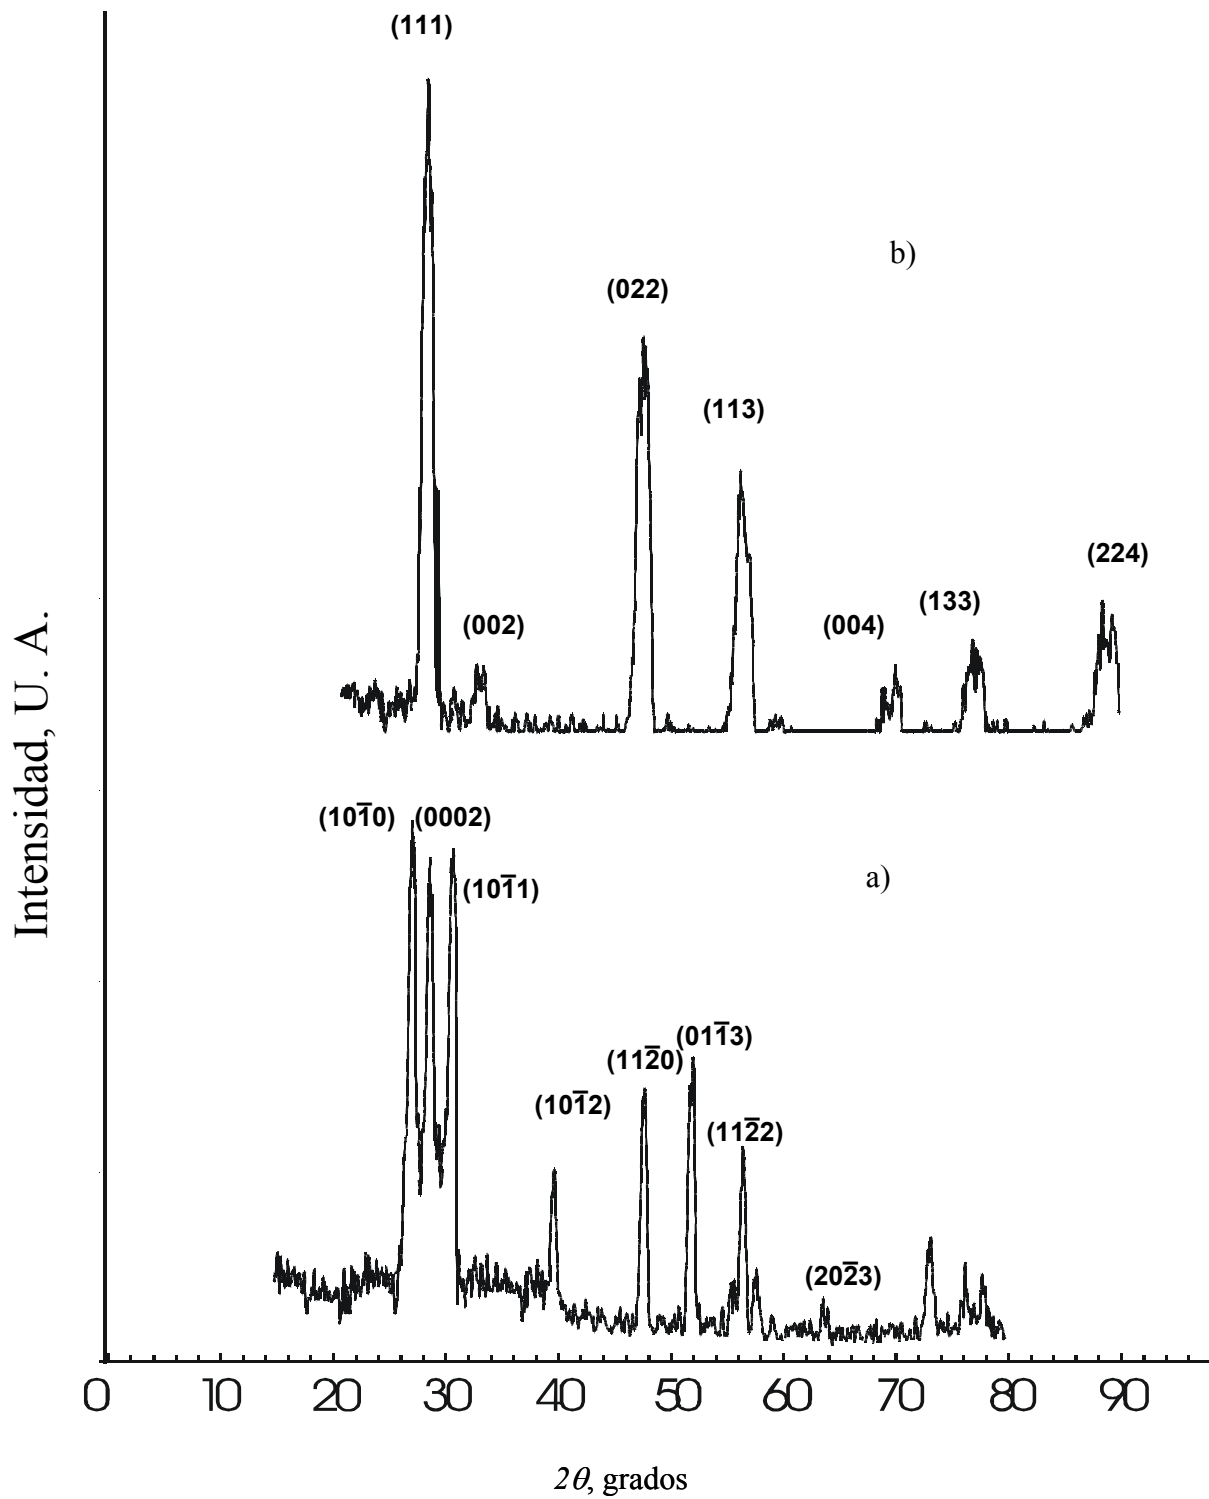 (111)
b)
(022)
(113)
(224)
(133)
(002)
(004)
Intensidad, U. A.
(101̅0) (0002)
a)
(101̅1)
(011̅3)
(112̅0)
(101̅2)
(112̅2)
(202̅3)
0 10 20 30 40 50 60 70 80 90
2θ, grados